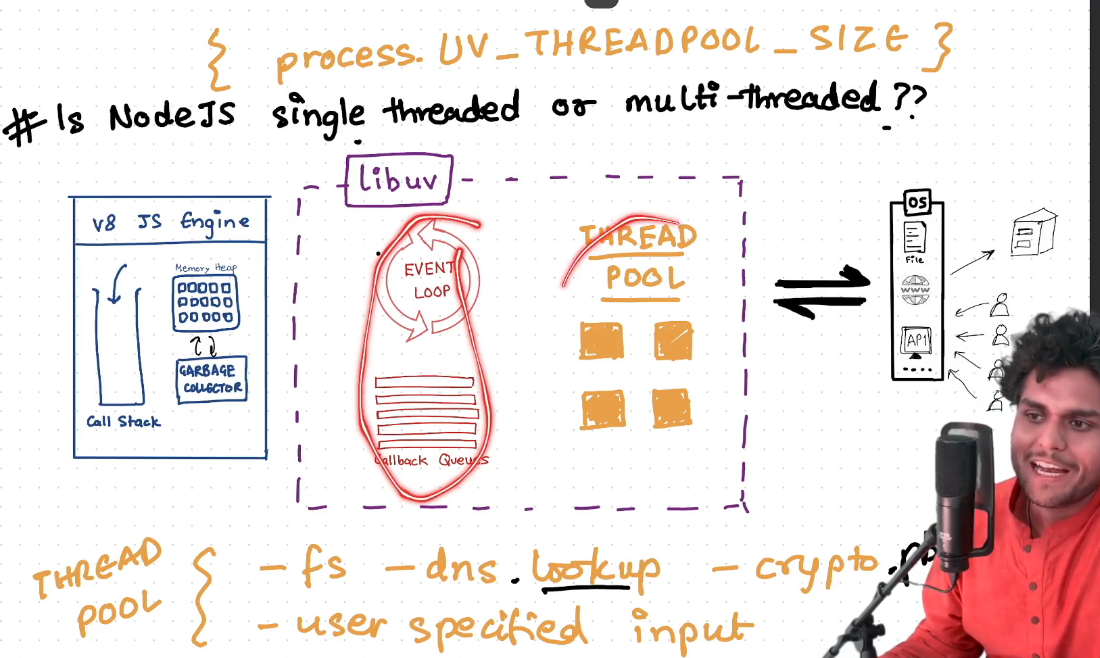 { process.UV_THREADPOOL_SIZE }
# Is NodeJS single threaded or multi-threaded ??
libuv
V8 JS Engine
Memory Heap
GARBAGE
COLLECTOR
Call Stack
EVENT
LOOP
Callback Queues
THREAD
POOL
OS
File
WWW
API
THREAD
POOL
- fs - dns.lookup - crypto.
- user specified input